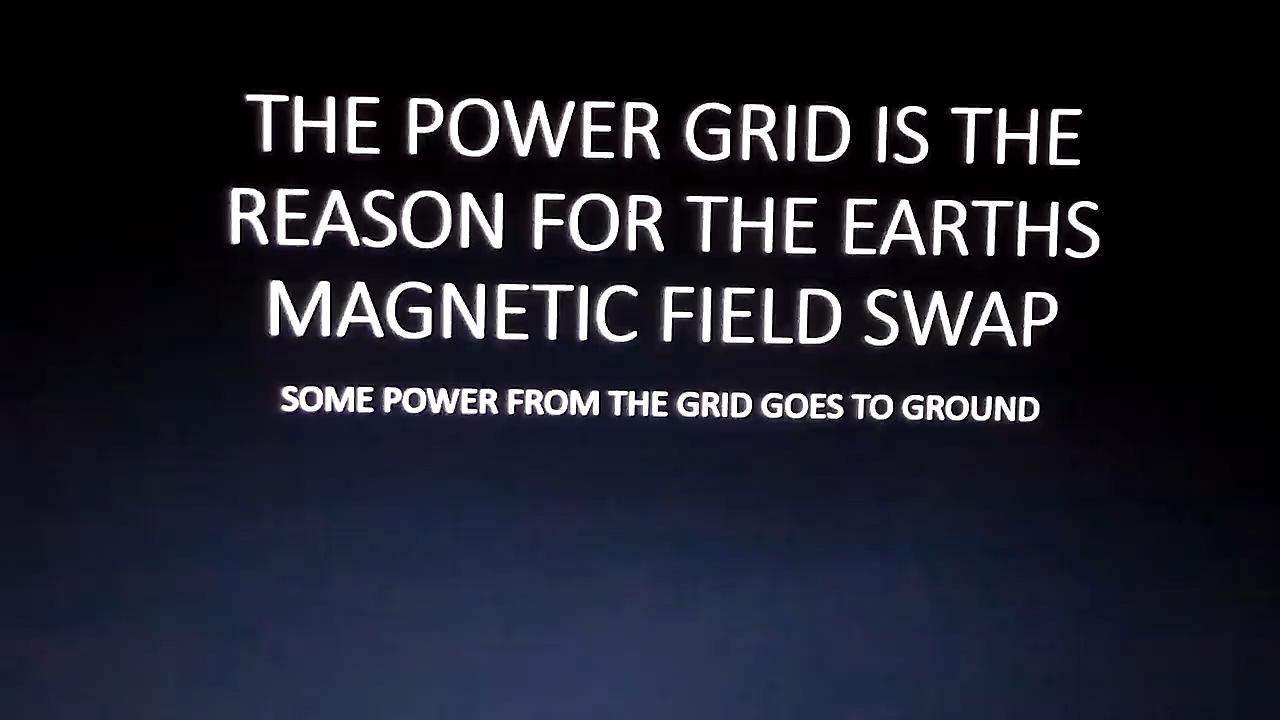 THE POWER GRID IS THE
REASON FOR THE EARTHS
MAGNETIC FIELD SWAP
SOME POWER FROM THE GRID GOES TO GROUND